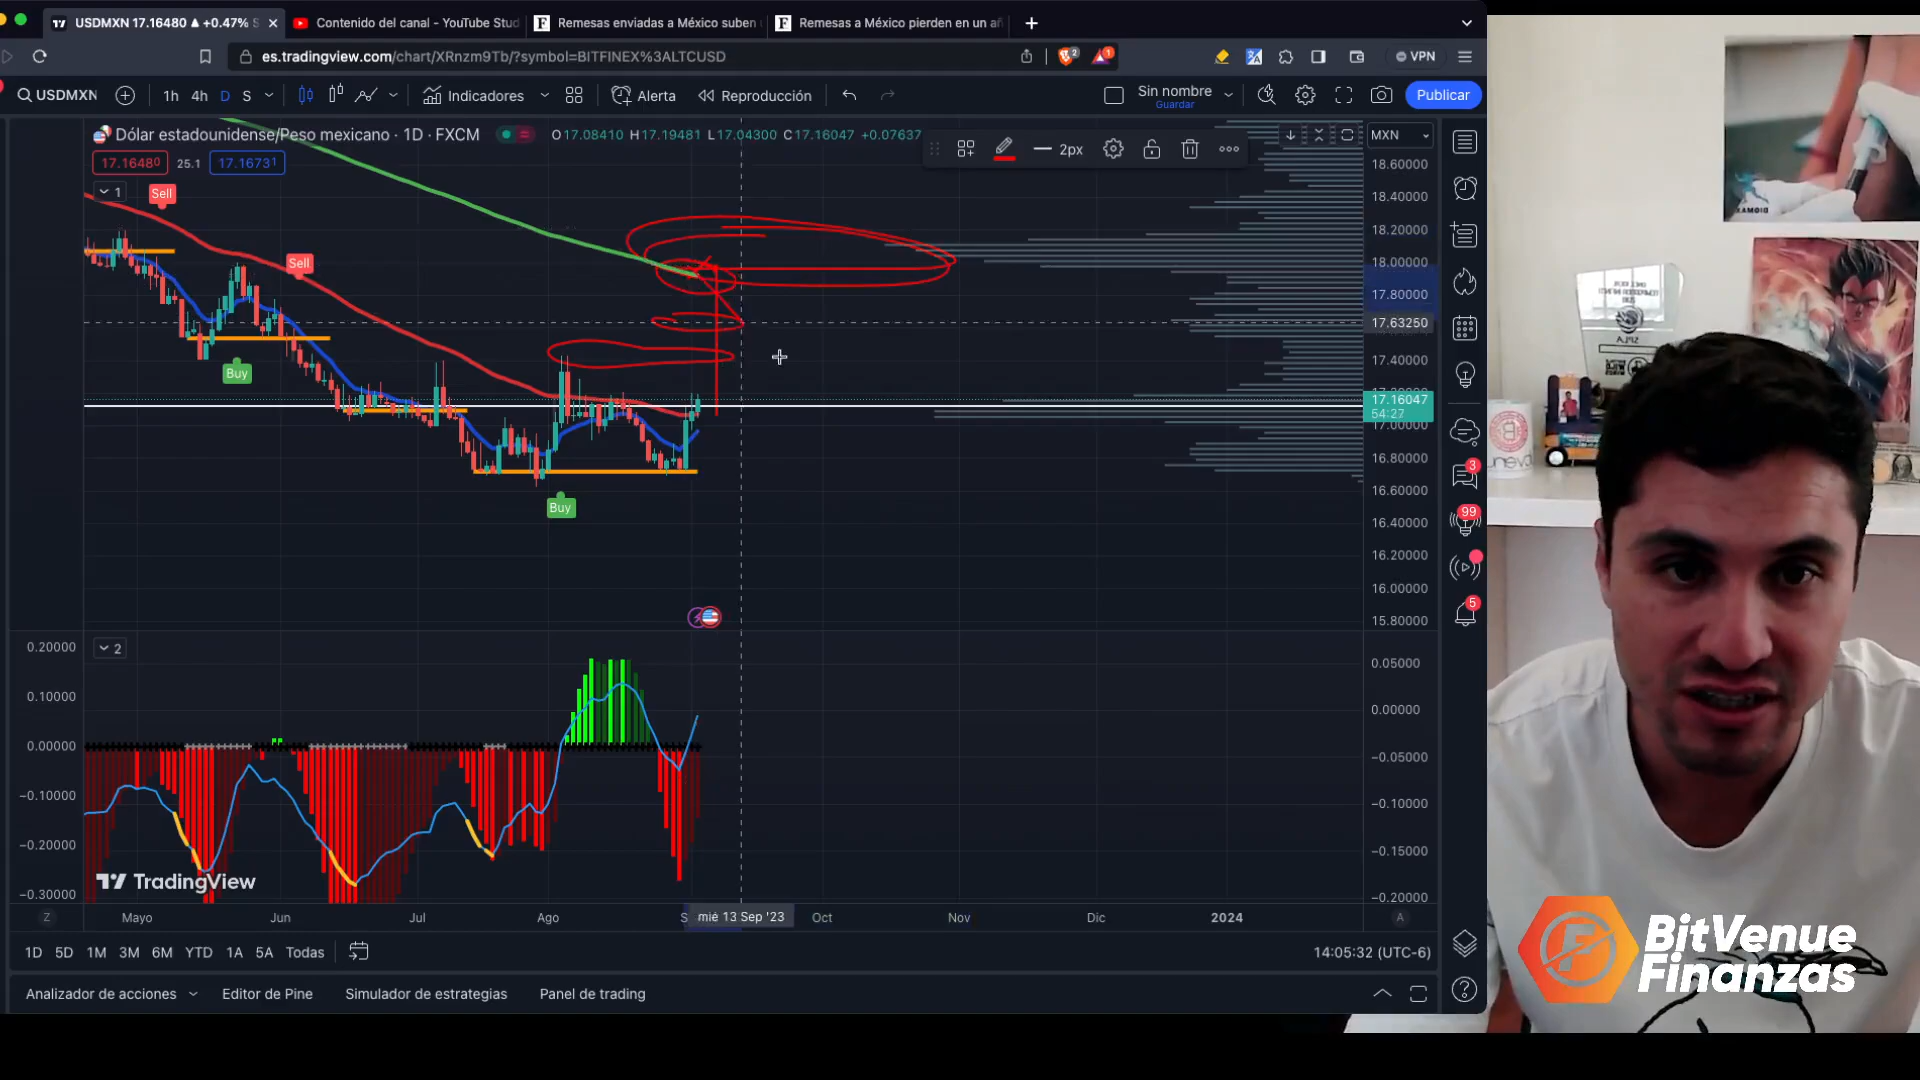 USDMXN 17.16480 ▲ +0.47% S
Contenido del canal - YouTube Stud
Remesas enviadas a México suben
Remesas a México pierden en un añ
es.tradingview.com/chart/XRnzm9Tb/?symbol=BITFINEX%3ALTCUSD
2
1
VPN
USDMXN
1h 4h D S
Indicadores
Alerta
Reproducción
Sin nombre
Guardar
Publicar
Dólar estadounidense/Peso mexicano · 1D · FXCM
O17.08410 H17.19481 L17.04300 C17.16047 +0.07637
2px
MXN
17.16480
25.1
17.16731
1
Sell
Sell
Buy
Buy
18.60000
18.40000
18.20000
18.00000
17.80000
17.63250
17.40000
17.16047
54:27
17.00000
16.80000
16.60000
16.40000
16.20000
16.00000
15.80000
2
0.20000
0.10000
0.00000
−0.10000
−0.20000
−0.30000
0.05000
0.00000
−0.05000
−0.10000
−0.15000
−0.20000
TradingView
Z
Mayo
Jun
Jul
Ago
mié 13 Sep '23
Oct
Nov
Dic
2024
A
1D 5D 1M 3M 6M YTD 1A 5A Todas
14:05:32 (UTC-6)
Analizador de acciones
Editor de Pine
Simulador de estrategias
Panel de trading
3
99
5
BitVenue
Finanzas